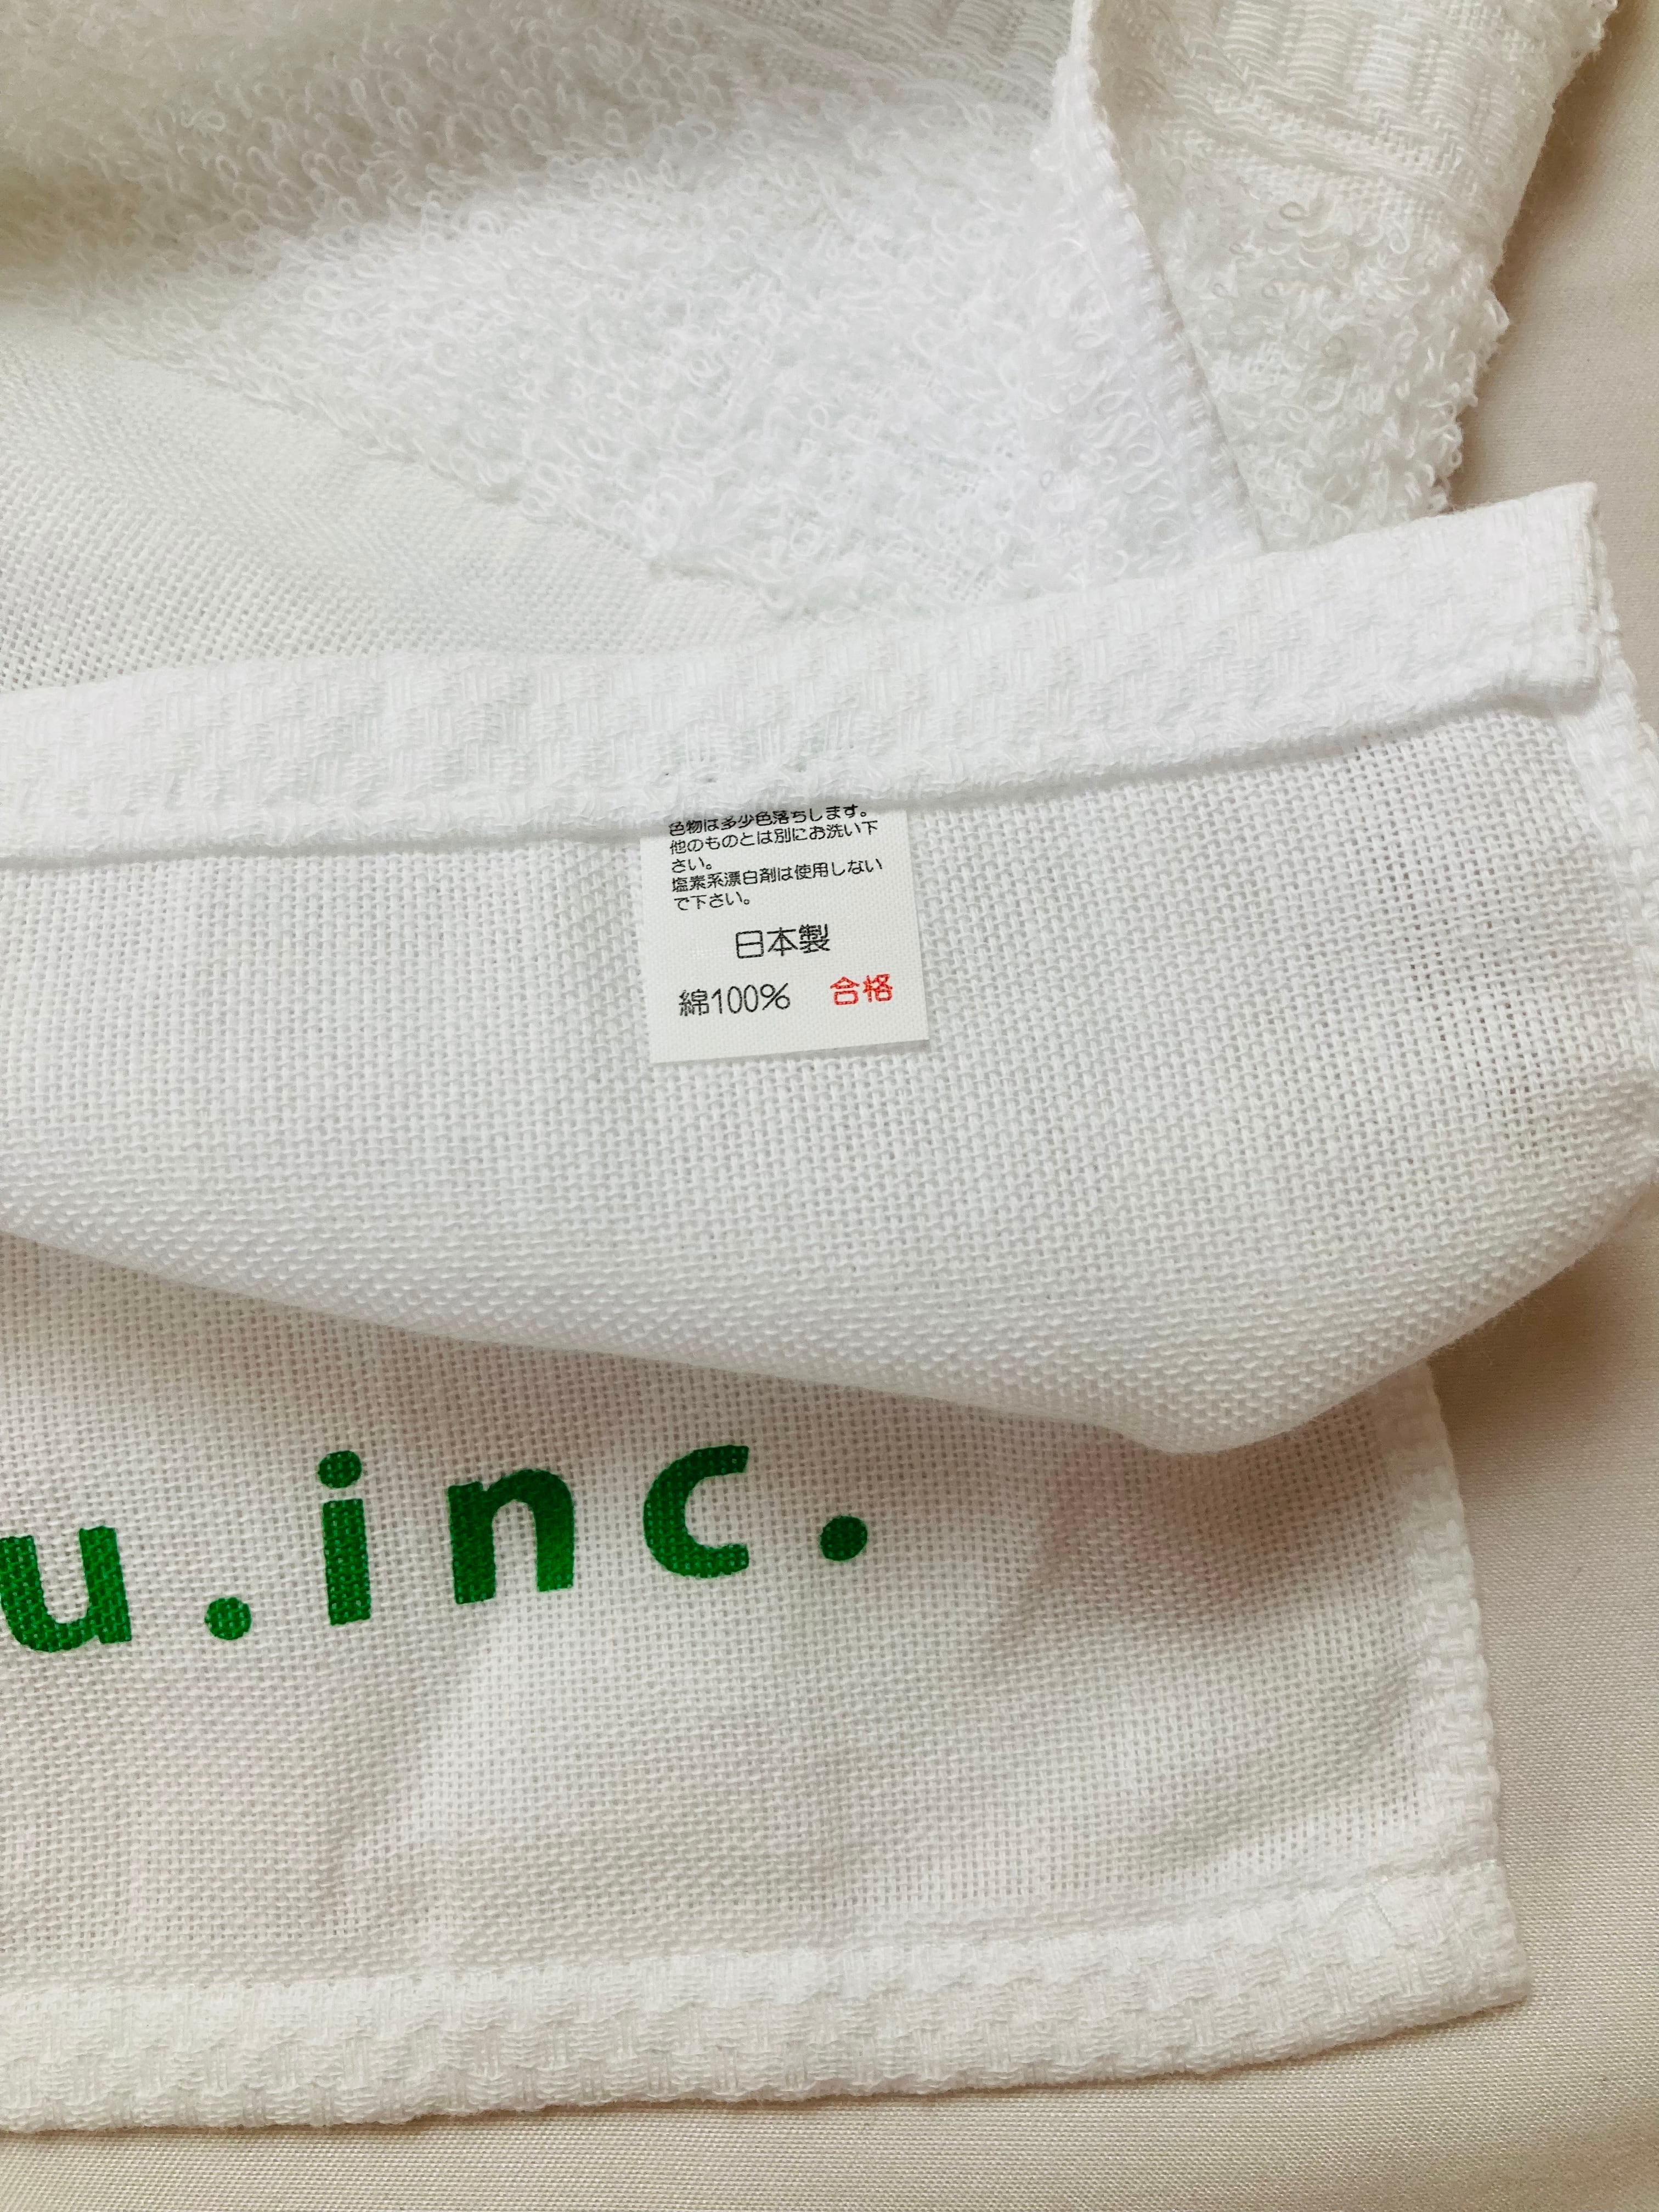 色物は多少色落ちします。
他のものとは別にお洗い下
さい。
塩素系漂白剤は使用しない
で下さい。
日本製
綿100% 合格
u.inc.